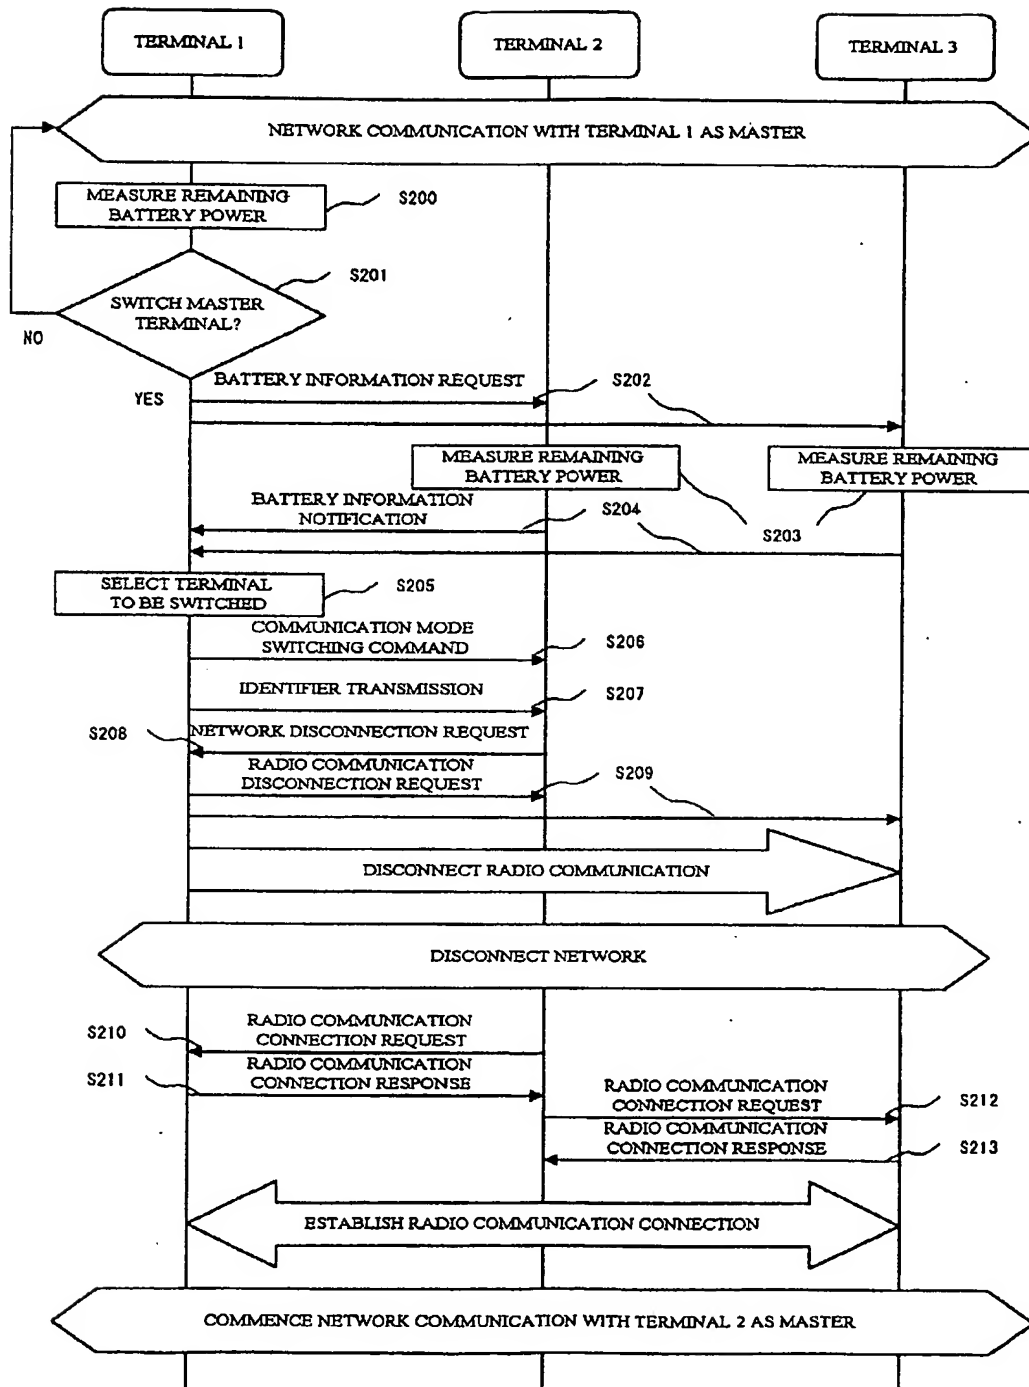 TERMINAL 1
TERMINAL 2
TERMINAL 3
NETWORK COMMUNICATION WITH TERMINAL 1 AS MASTER
MEASURE REMAINING
BATTERY POWER
S200
SWITCH MASTER
TERMINAL?
S201
NO
YES
BATTERY INFORMATION REQUEST
S202
MEASURE REMAINING
BATTERY POWER
MEASURE REMAINING
BATTERY POWER
S203
BATTERY INFORMATION
NOTIFICATION
S204
SELECT TERMINAL
TO BE SWITCHED
S205
COMMUNICATION MODE
SWITCHING COMMAND
S206
IDENTIFIER TRANSMISSION
S207
S208
NETWORK DISCONNECTION REQUEST
RADIO COMMUNICATION
DISCONNECTION REQUEST
S209
DISCONNECT RADIO COMMUNICATION
DISCONNECT NETWORK
S210
RADIO COMMUNICATION
CONNECTION REQUEST
S211
RADIO COMMUNICATION
CONNECTION RESPONSE
RADIO COMMUNICATION
CONNECTION REQUEST
S212
RADIO COMMUNICATION
CONNECTION RESPONSE
S213
ESTABLISH RADIO COMMUNICATION CONNECTION
COMMENCE NETWORK COMMUNICATION WITH TERMINAL 2 AS MASTER